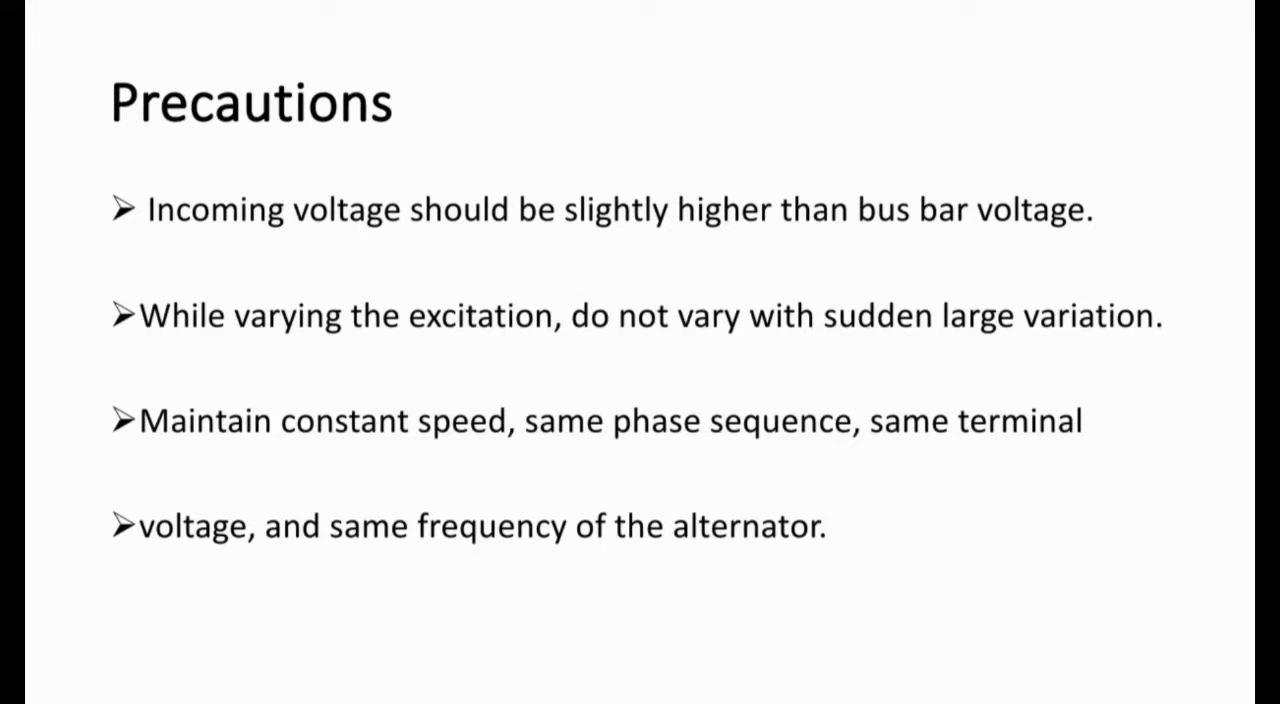 Precautions
➢ Incoming voltage should be slightly higher than bus bar voltage.
➢While varying the excitation, do not vary with sudden large variation.
➢Maintain constant speed, same phase sequence, same terminal
➢voltage, and same frequency of the alternator.